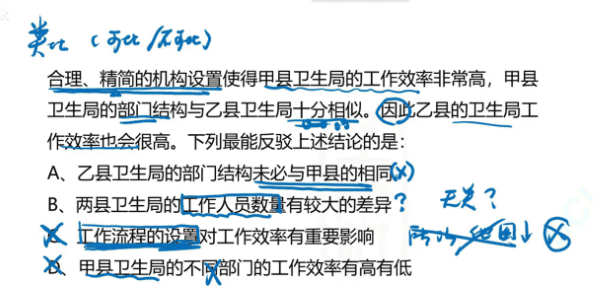 类比（可比/不可比）
合理、精简的机构设置使得甲县卫生局的工作效率非常高，甲县
卫生局的部门结构与乙县卫生局十分相似。因此乙县的卫生局工
作效率也会很高。下列最能反驳上述结论的是：
A、乙县卫生局的部门结构未必与甲县的相同(×)
B、两县卫生局的工作人员数量有较大的差异？ 无关？
C、工作流程的设置对工作效率有重要影响
D、甲县卫生局的不同部门的工作效率有高有低